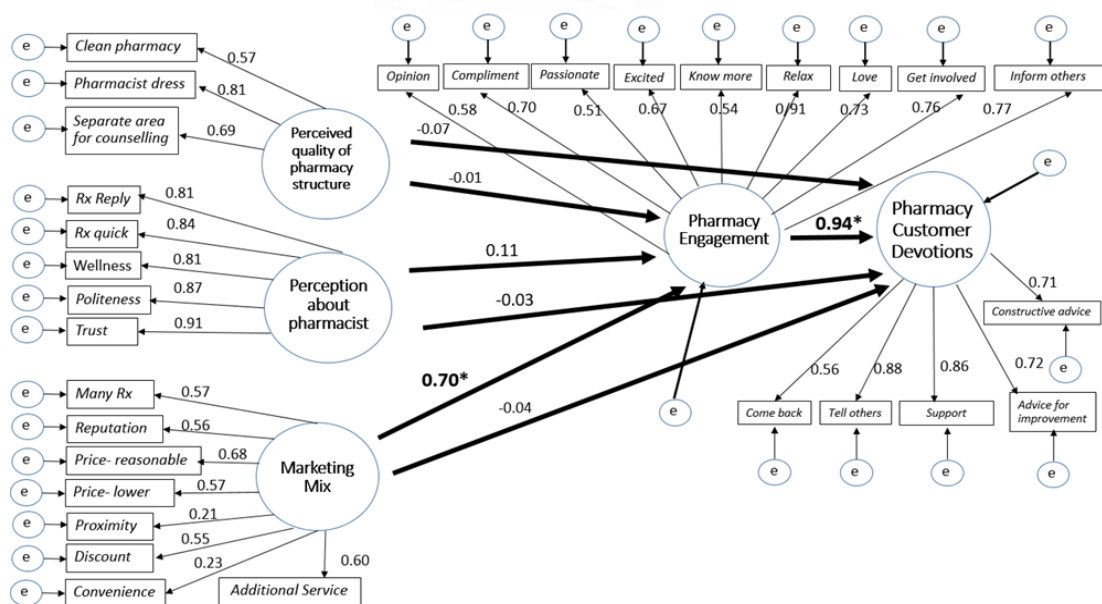 e
Clean pharmacy
0.57
e
Pharmacist dress
0.81
e
Separate area
for counselling
0.69
Perceived
quality of
pharmacy
structure
e
Rx Reply
0.81
e
Rx quick
0.84
e
Wellness
0.81
e
Politeness
0.87
e
Trust
0.91
Perception
about
pharmacist
e
Many Rx
0.57
e
Reputation
0.56
e
Price- reasonable
0.68
e
Price- lower
0.57
e
Proximity
0.21
e
Discount
0.55
e
Convenience
0.23
Additional Service
0.60
Marketing
Mix
-0.07
-0.01
0.11
-0.03
0.70*
-0.04
e
e
e
e
e
e
e
e
e
Opinion
Compliment
Passionate
Excited
Know more
Relax
Love
Get involved
Inform others
0.58
0.70
0.51
0.67
0.54
0.91
0.73
0.76
0.77
Pharmacy
Engagement
e
0.94*
Pharmacy
Customer
Devotions
e
0.71
Constructive advice
e
0.56
0.88
0.86
0.72
Come back
Tell others
Support
Advice for
improvement
e
e
e
e